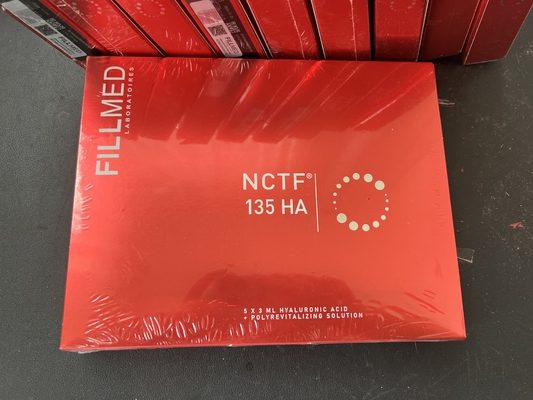 FILLMED
LABORATOIRES
NCTF®
135 HA
5 X 3 ML HYALURONIC ACID
+ POLYREVITALIZING SOLUTION